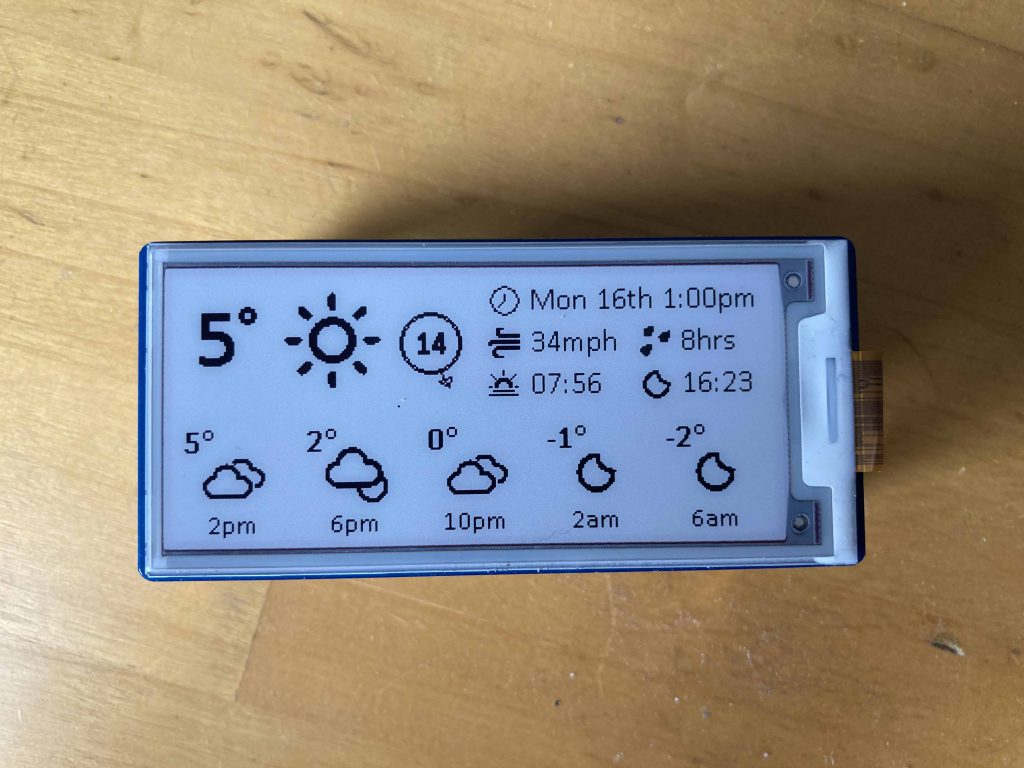 5°
14
Mon 16th 1:00pm
34mph 8hrs
07:56 16:23
5° 2° 0° -1° -2°
2pm 6pm 10pm 2am 6am